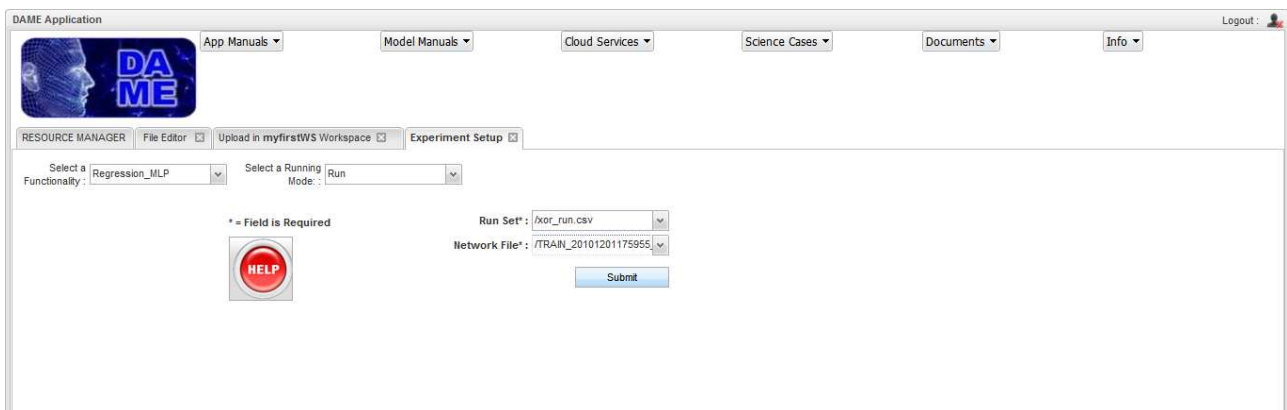 DAME Application
Logout :
App Manuals
Model Manuals
Cloud Services
Science Cases
Documents
Info
DA
ME
RESOURCE MANAGER
File Editor
Upload in myfirstWS Workspace
Experiment Setup
Select a Functionality :
Regression_MLP
Select a Running Mode: :
Run
* = Field is Required
Run Set* :
/xor_run.csv
HELP
Network File* :
/TRAIN_20101201175955_
Submit